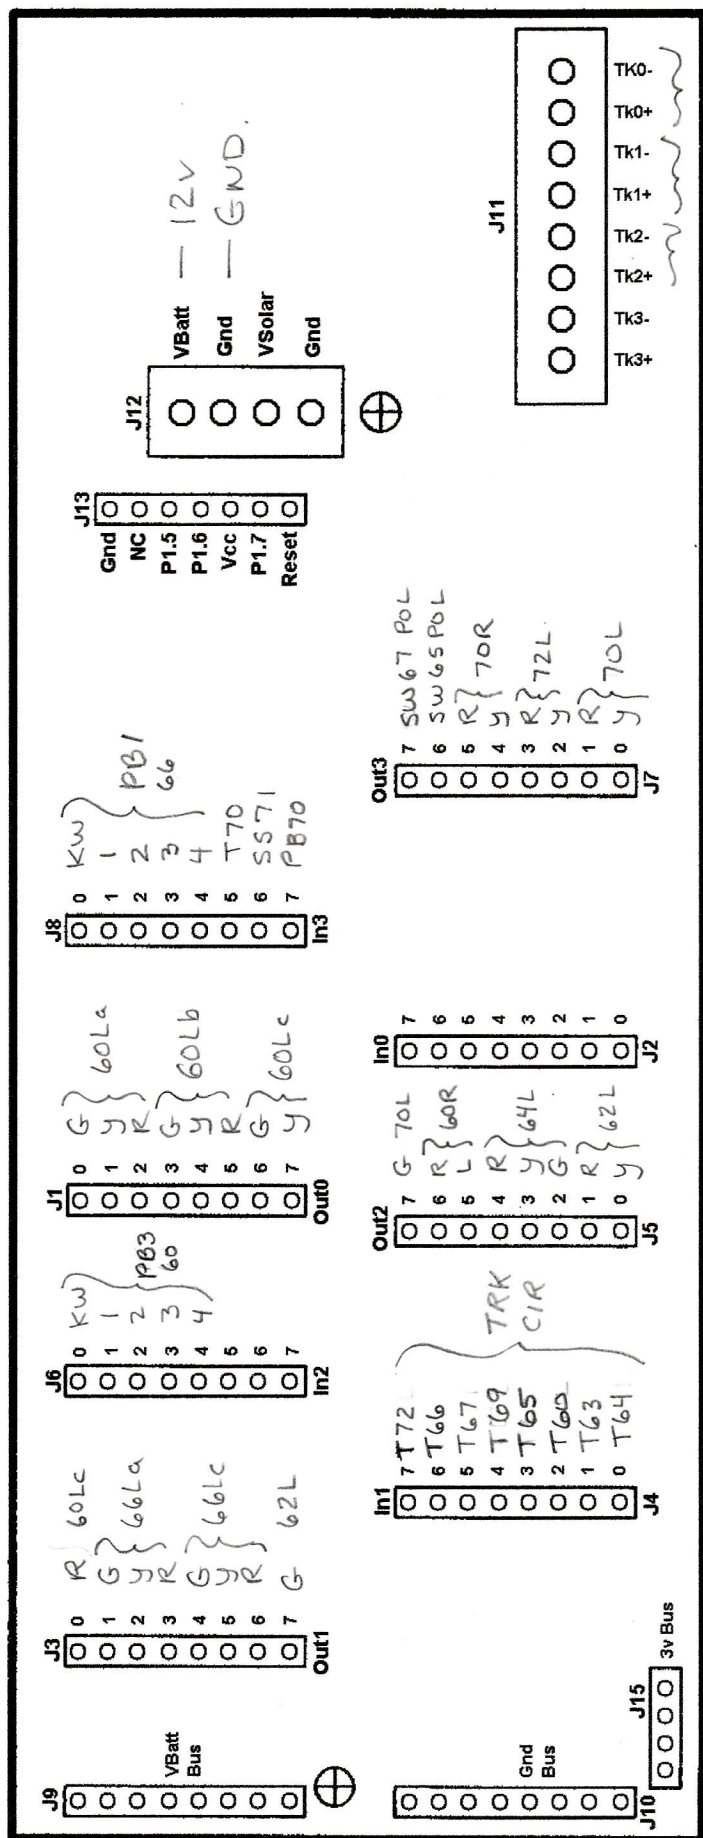 J11
TK0-
Tk0+
Tk1-
Tk1+
Tk2-
Tk2+
Tk3-
Tk3+
J12
VBatt — 12V
Gnd — GND.
VSolar
Gnd
J13
Gnd
NC
P1.5
P1.6
Vcc
P1.7
Reset
Out3
7 SW67 POL
6 SW65 POL
5 R } 70R
4 y
3 R } 72L
2 y
1 R } 70L
0 y
J7
J8
0 KW
1 1
2 2 } PB1
3 3 66
4 4
5 T70
6 SS71
7 PB70
In3
In0
7
6
5
4
3
2
1
0
J2
J1
0 G
1 y } 60La
2 R
3 G
4 y } 60Lb
5 R
6 G } 60Lc
7 y
Out0
Out2
7 G 70L
6 R } 60R
5 L
4 R
3 y } 64L
2 G
1 R } 62L
0 y
J5
J6
0 KW
1 1
2 2 } PB3
3 3 60
4 4
5
6
7
In2
In1
7 T72
6 T66
5 T67
4 T69 } TRK
3 T65 CIR
2 T60
1 T63
0 T64
J4
J3
0 R 60Lc
1 G
2 y } 66La
3 R
4 G
5 y } 66Lc
6 R
7 G 62L
Out1
J15
3v Bus
J9
VBatt
Bus
Gnd
Bus
J10